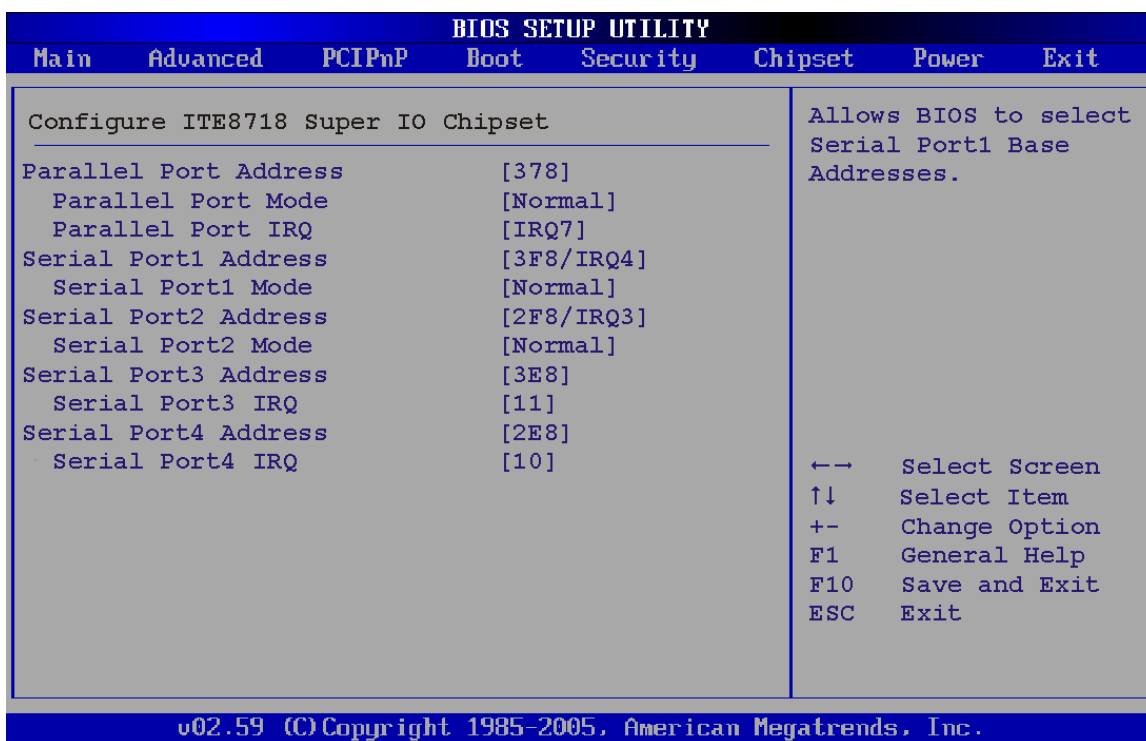 BIOS SETUP UTILITY
Main Advanced PCIPnP Boot Security Chipset Power Exit
Configure ITE8718 Super IO Chipset
Parallel Port Address [378]
Parallel Port Mode [Normal]
Parallel Port IRQ [IRQ7]
Serial Port1 Address [3F8/IRQ4]
Serial Port1 Mode [Normal]
Serial Port2 Address [2F8/IRQ3]
Serial Port2 Mode [Normal]
Serial Port3 Address [3E8]
Serial Port3 IRQ [11]
Serial Port4 Address [2E8]
Serial Port4 IRQ [10]
Allows BIOS to select
Serial Port1 Base
Addresses.
←→ Select Screen
↑↓ Select Item
+- Change Option
F1 General Help
F10 Save and Exit
ESC Exit
v02.59 (C)Copyright 1985-2005, American Megatrends, Inc.